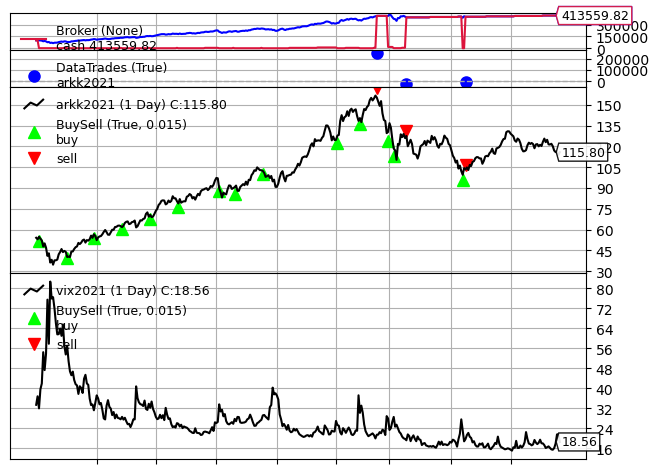 Broker (None)
cash 413559.82
413559.82
150000
0
DataTrades (True)
arkk2021
200000
100000
0
arkk2021 (1 Day) C:115.80
BuySell (True, 0.015)
buy
sell
150
135
115.80
105
90
75
60
45
30
vix2021 (1 Day) C:18.56
BuySell (True, 0.015)
buy
sell
80
72
64
56
48
40
32
24
18.56
16